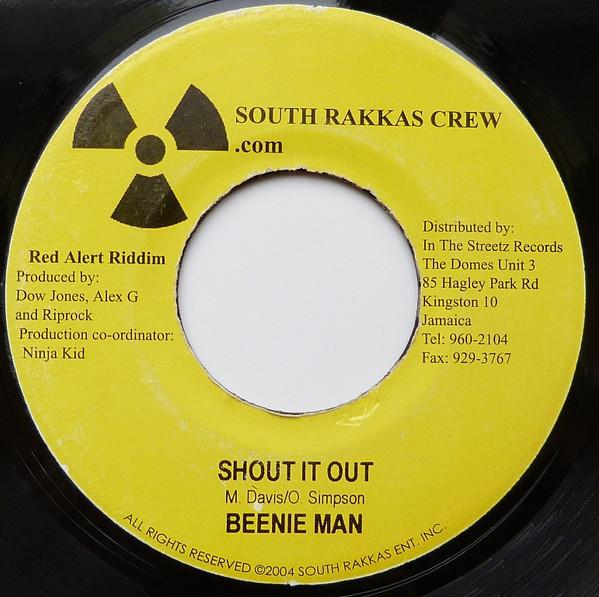 SOUTH RAKKAS CREW
.com
Red Alert Riddim
Produced by:
Dow Jones, Alex G
and Riprock
Production co-ordinator:
Ninja Kid
Distributed by:
In The Streetz Records
The Domes Unit 3
85 Hagley Park Rd
Kingston 10
Jamaica
Tel: 960-2104
Fax: 929-3767
SHOUT IT OUT
M. Davis/O. Simpson
BEENIE MAN
ALL RIGHTS RESERVED ©2004 SOUTH RAKKAS ENT. INC.